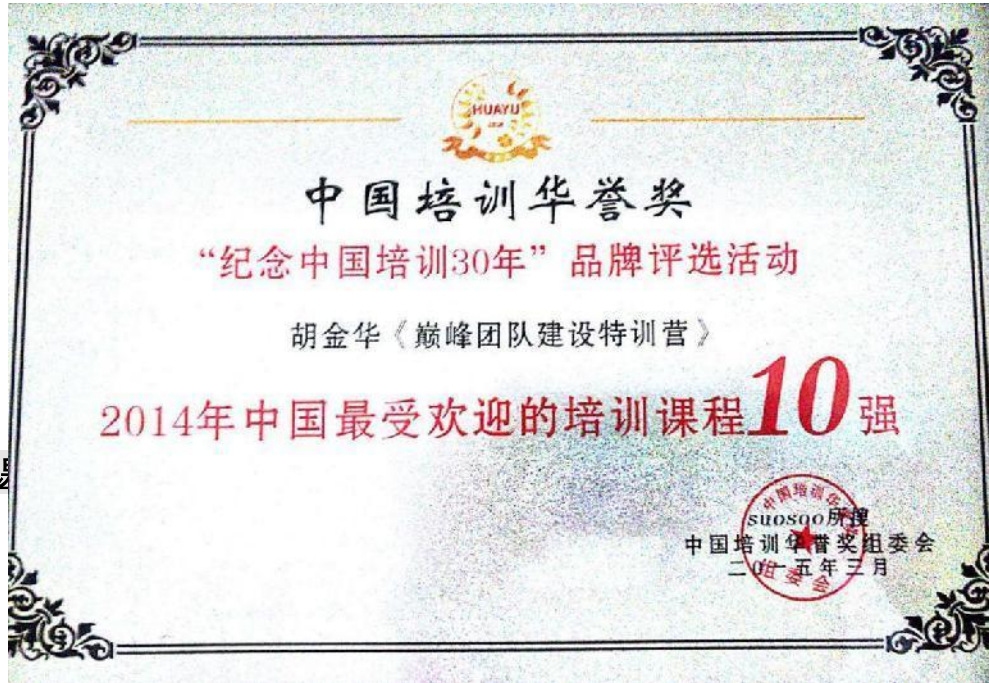 HUAYU
中国培训华誉奖
“纪念中国培训30年”品牌评选活动
胡金华《巅峰团队建设特训营》
2014年中国最受欢迎的培训课程10强
suosoo所搜
中国培训华誉奖组委会
二〇一五年三月
组委会